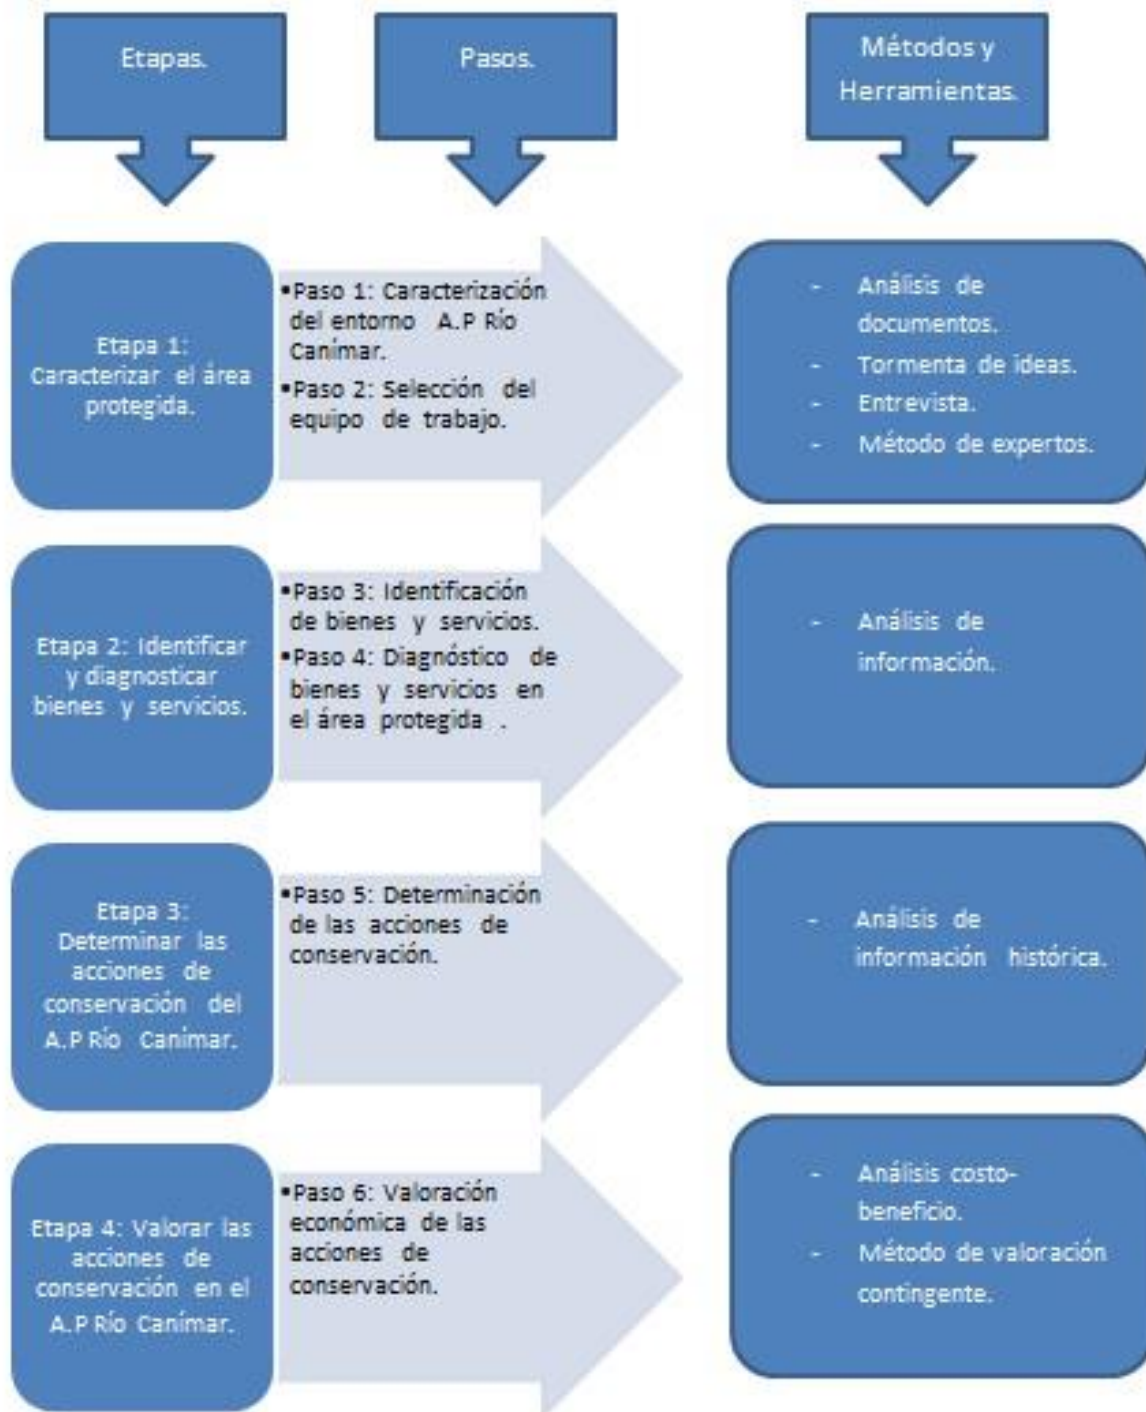 Etapas.
Pasos.
Métodos y
Herramientas.
Etapa 1:
Caracterizar el área
protegida.
▪Paso 1: Caracterización
del entorno A.P Río
Canímar.
▪Paso 2: Selección del
equipo de trabajo.
- Análisis de
documentos.
- Tormenta de ideas.
- Entrevista.
- Método de expertos.
Etapa 2: Identificar
y diagnosticar
bienes y servicios.
▪Paso 3: Identificación
de bienes y servicios.
▪Paso 4: Diagnóstico de
bienes y servicios en
el área protegida .
- Análisis de
información.
Etapa 3:
Determinar las
acciones de
conservación del
A.P Río Canímar.
▪Paso 5: Determinación
de las acciones de
conservación.
- Análisis de
información histórica.
Etapa 4: Valorar las
acciones de
conservación en el
A.P Río Canímar.
▪Paso 6: Valoración
económica de las
acciones de
conservación.
- Análisis costo-
beneficio.
- Método de valoración
contingente.